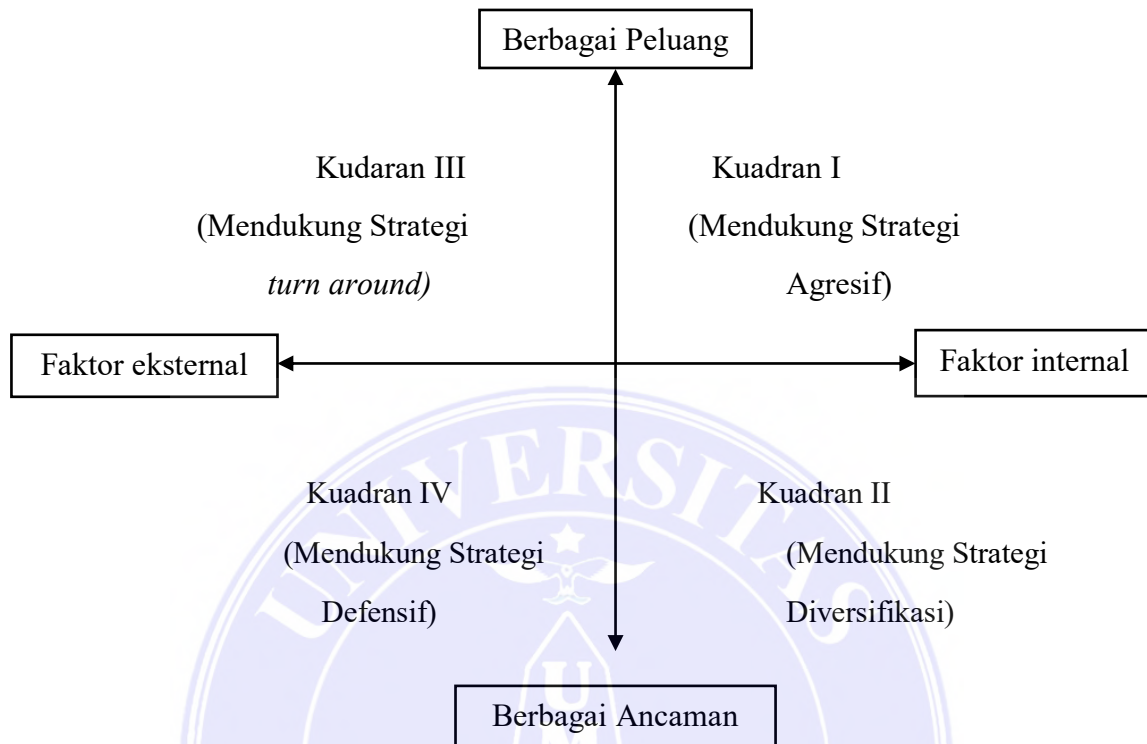 Berbagai Peluang
Kudaran III
(Mendukung Strategi
turn around)
Kuadran I
(Mendukung Strategi
Agresif)
Faktor eksternal
Faktor internal
Kuadran IV
(Mendukung Strategi
Defensif)
Kuadran II
(Mendukung Strategi
Diversifikasi)
Berbagai Ancaman
UNIVERSITAS
U
M